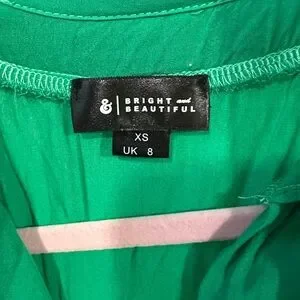 & | BRIGHT and
BEAUTIFUL
XS
UK 8